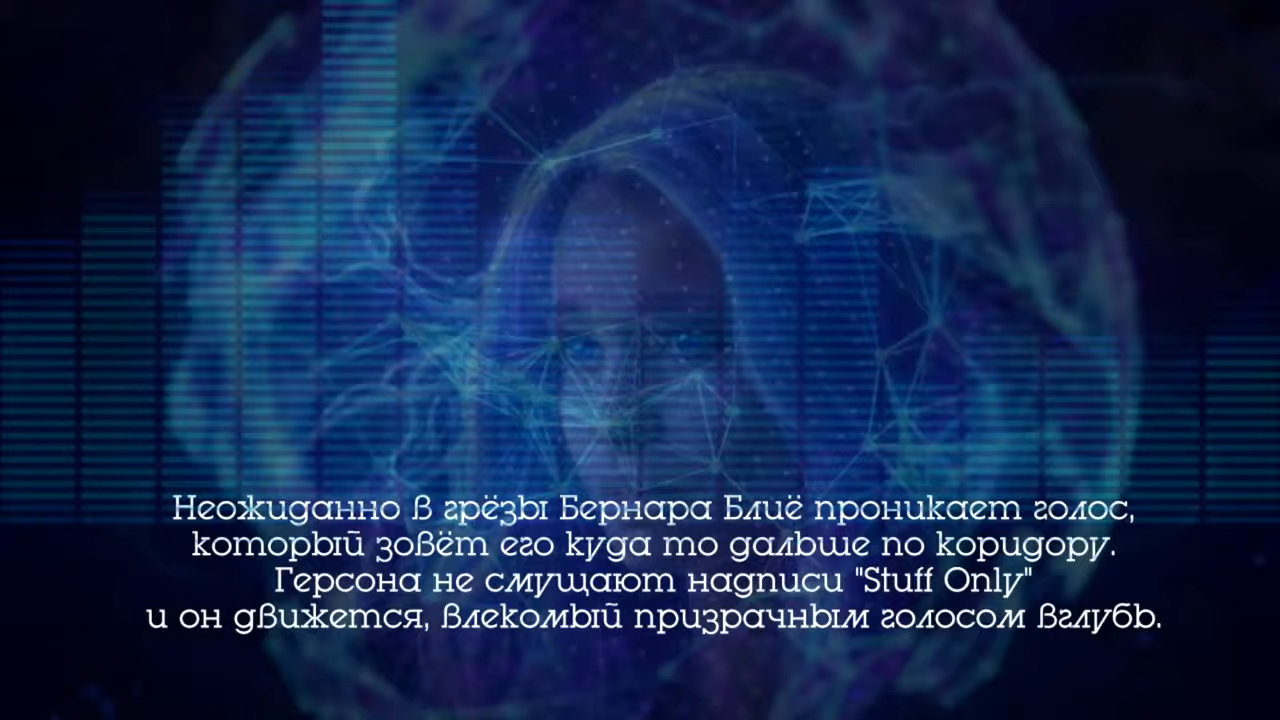 Неожиданно в грёзы Бернара Блиё проникает голос,
который зовёт его куда то дальше по коридору.
Герсона не смущают надписи "Stuff Only"
и он движется, влекомый призрачным голосом вглубь.